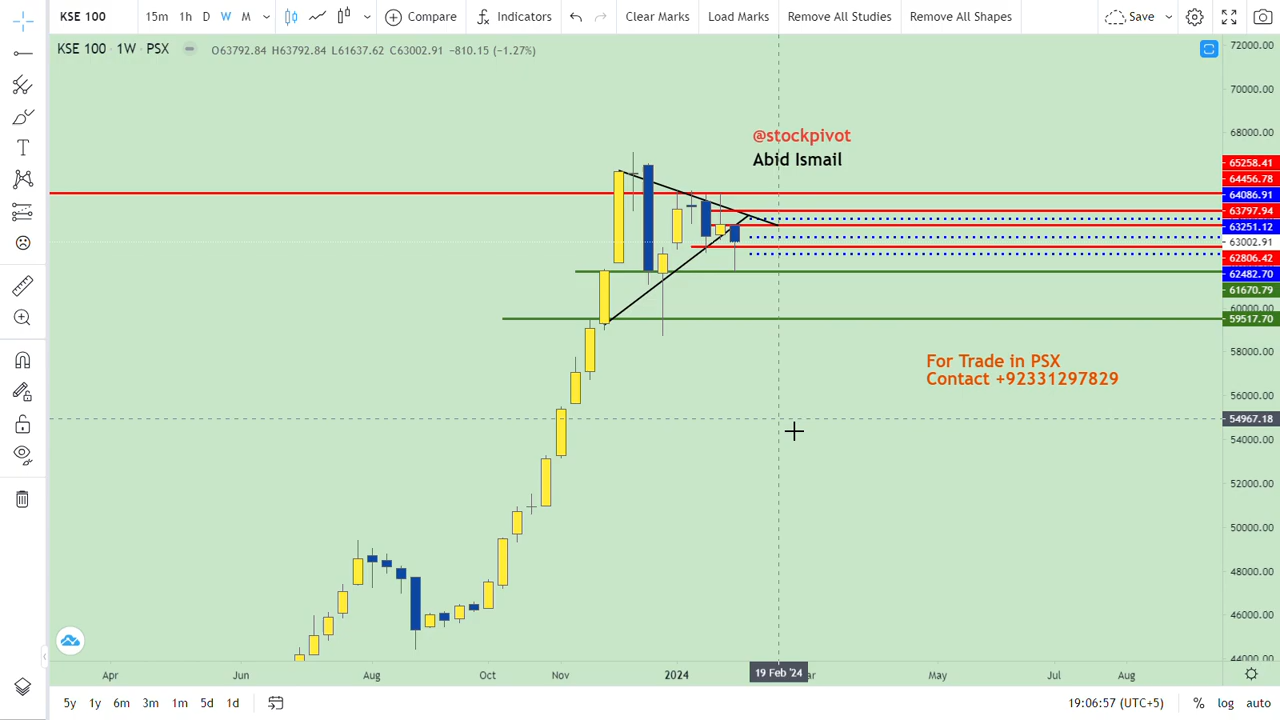 KSE 100
15m 1h D W M
Compare
Indicators
Clear Marks
Load Marks
Remove All Studies
Remove All Shapes
Save
KSE 100 · 1W · PSX
O63792.84 H63792.84 L61637.62 C63002.91 −810.15 (−1.27%)
72000.00
70000.00
68000.00
@stockpivot
Abid Ismail
65258.41
64456.78
64086.91
63797.94
63251.12
63002.91
62806.42
62482.70
61670.79
60000.00
59517.70
58000.00
For Trade in PSX
Contact +92331297829
56000.00
54967.18
54000.00
52000.00
50000.00
48000.00
46000.00
44000.00
Apr Jun Aug Oct Nov 2024 19 Feb '24 ar May Jul Aug
5y 1y 6m 3m 1m 5d 1d
19:06:57 (UTC+5) % log auto